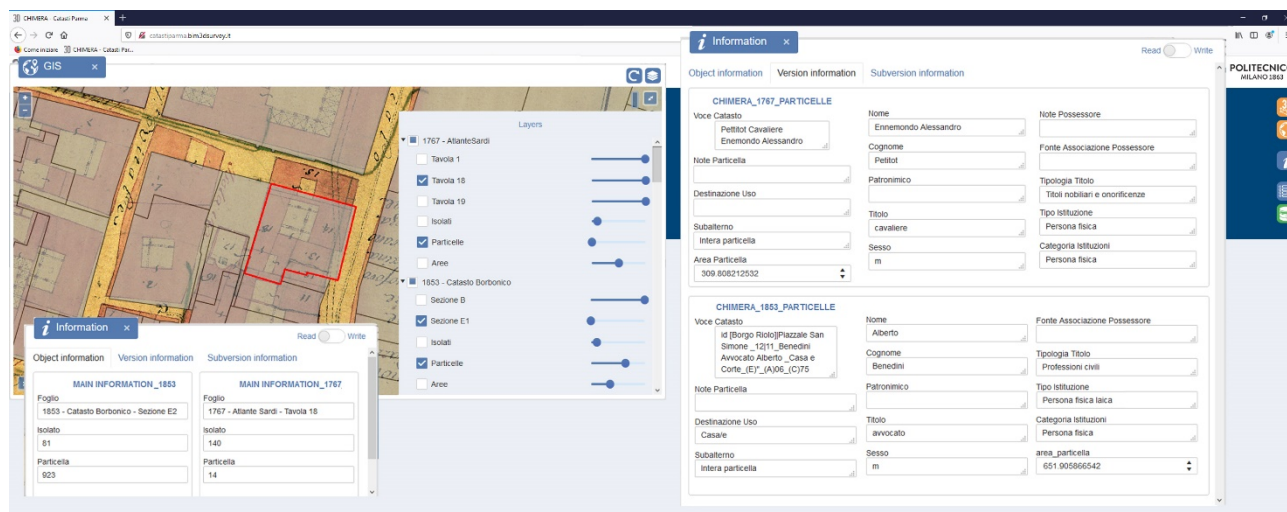 CHIMERA - Catasti Parma
catastiparma.bim3dsurvey.it
Come iniziare
CHIMERA - Catasti Par...
GIS
Layers
1767 - AtlanteSardi
Tavola 1
Tavola 18
Tavola 19
Isolati
Particelle
Aree
1853 - Catasto Borbonico
Sezione B
Sezione E1
Isolati
Particelle
Aree
Information
Read Write
Object information Version information Subversion information
MAIN INFORMATION_1853
Foglio
1853 - Catasto Borbonico - Sezione E2
Isolato
81
Particella
923
MAIN INFORMATION_1767
Foglio
1767 - Atlante Sardi - Tavola 18
Isolato
140
Particella
14
Information
Read Write
Object information Version information Subversion information
CHIMERA_1767_PARTICELLE
Voce Catasto
Pettitot Cavaliere
Enemondo Alessandro
Note Particella
Destinazione Uso
Subalterno
Intera particella
Area Particella
309.808212532
Nome
Ennemondo Alessandro
Cognome
Petitot
Patronimico
Titolo
cavaliere
Sesso
m
Note Possessore
Fonte Associazione Possessore
Tipologia Titolo
Titoli nobiliari e onorificenze
Tipo Istituzione
Persona fisica
Categoria Istituzioni
Persona fisica
CHIMERA_1853_PARTICELLE
Voce Catasto
id [Borgo Riolo]|Piazzale San
Simone _12|11_Benedini
Avvocato Alberto _Casa e
Corte_(E)"_(A)06_(C)75
Note Particella
Destinazione Uso
Casa/e
Subalterno
Intera particella
Nome
Alberto
Cognome
Benedini
Patronimico
Titolo
avvocato
Sesso
m
Fonte Associazione Possessore
Tipologia Titolo
Professioni civili
Tipo Istituzione
Persona fisica laica
Categoria Istituzioni
Persona fisica
area_particella
651.905866542
POLITECNICO
MILANO 1863